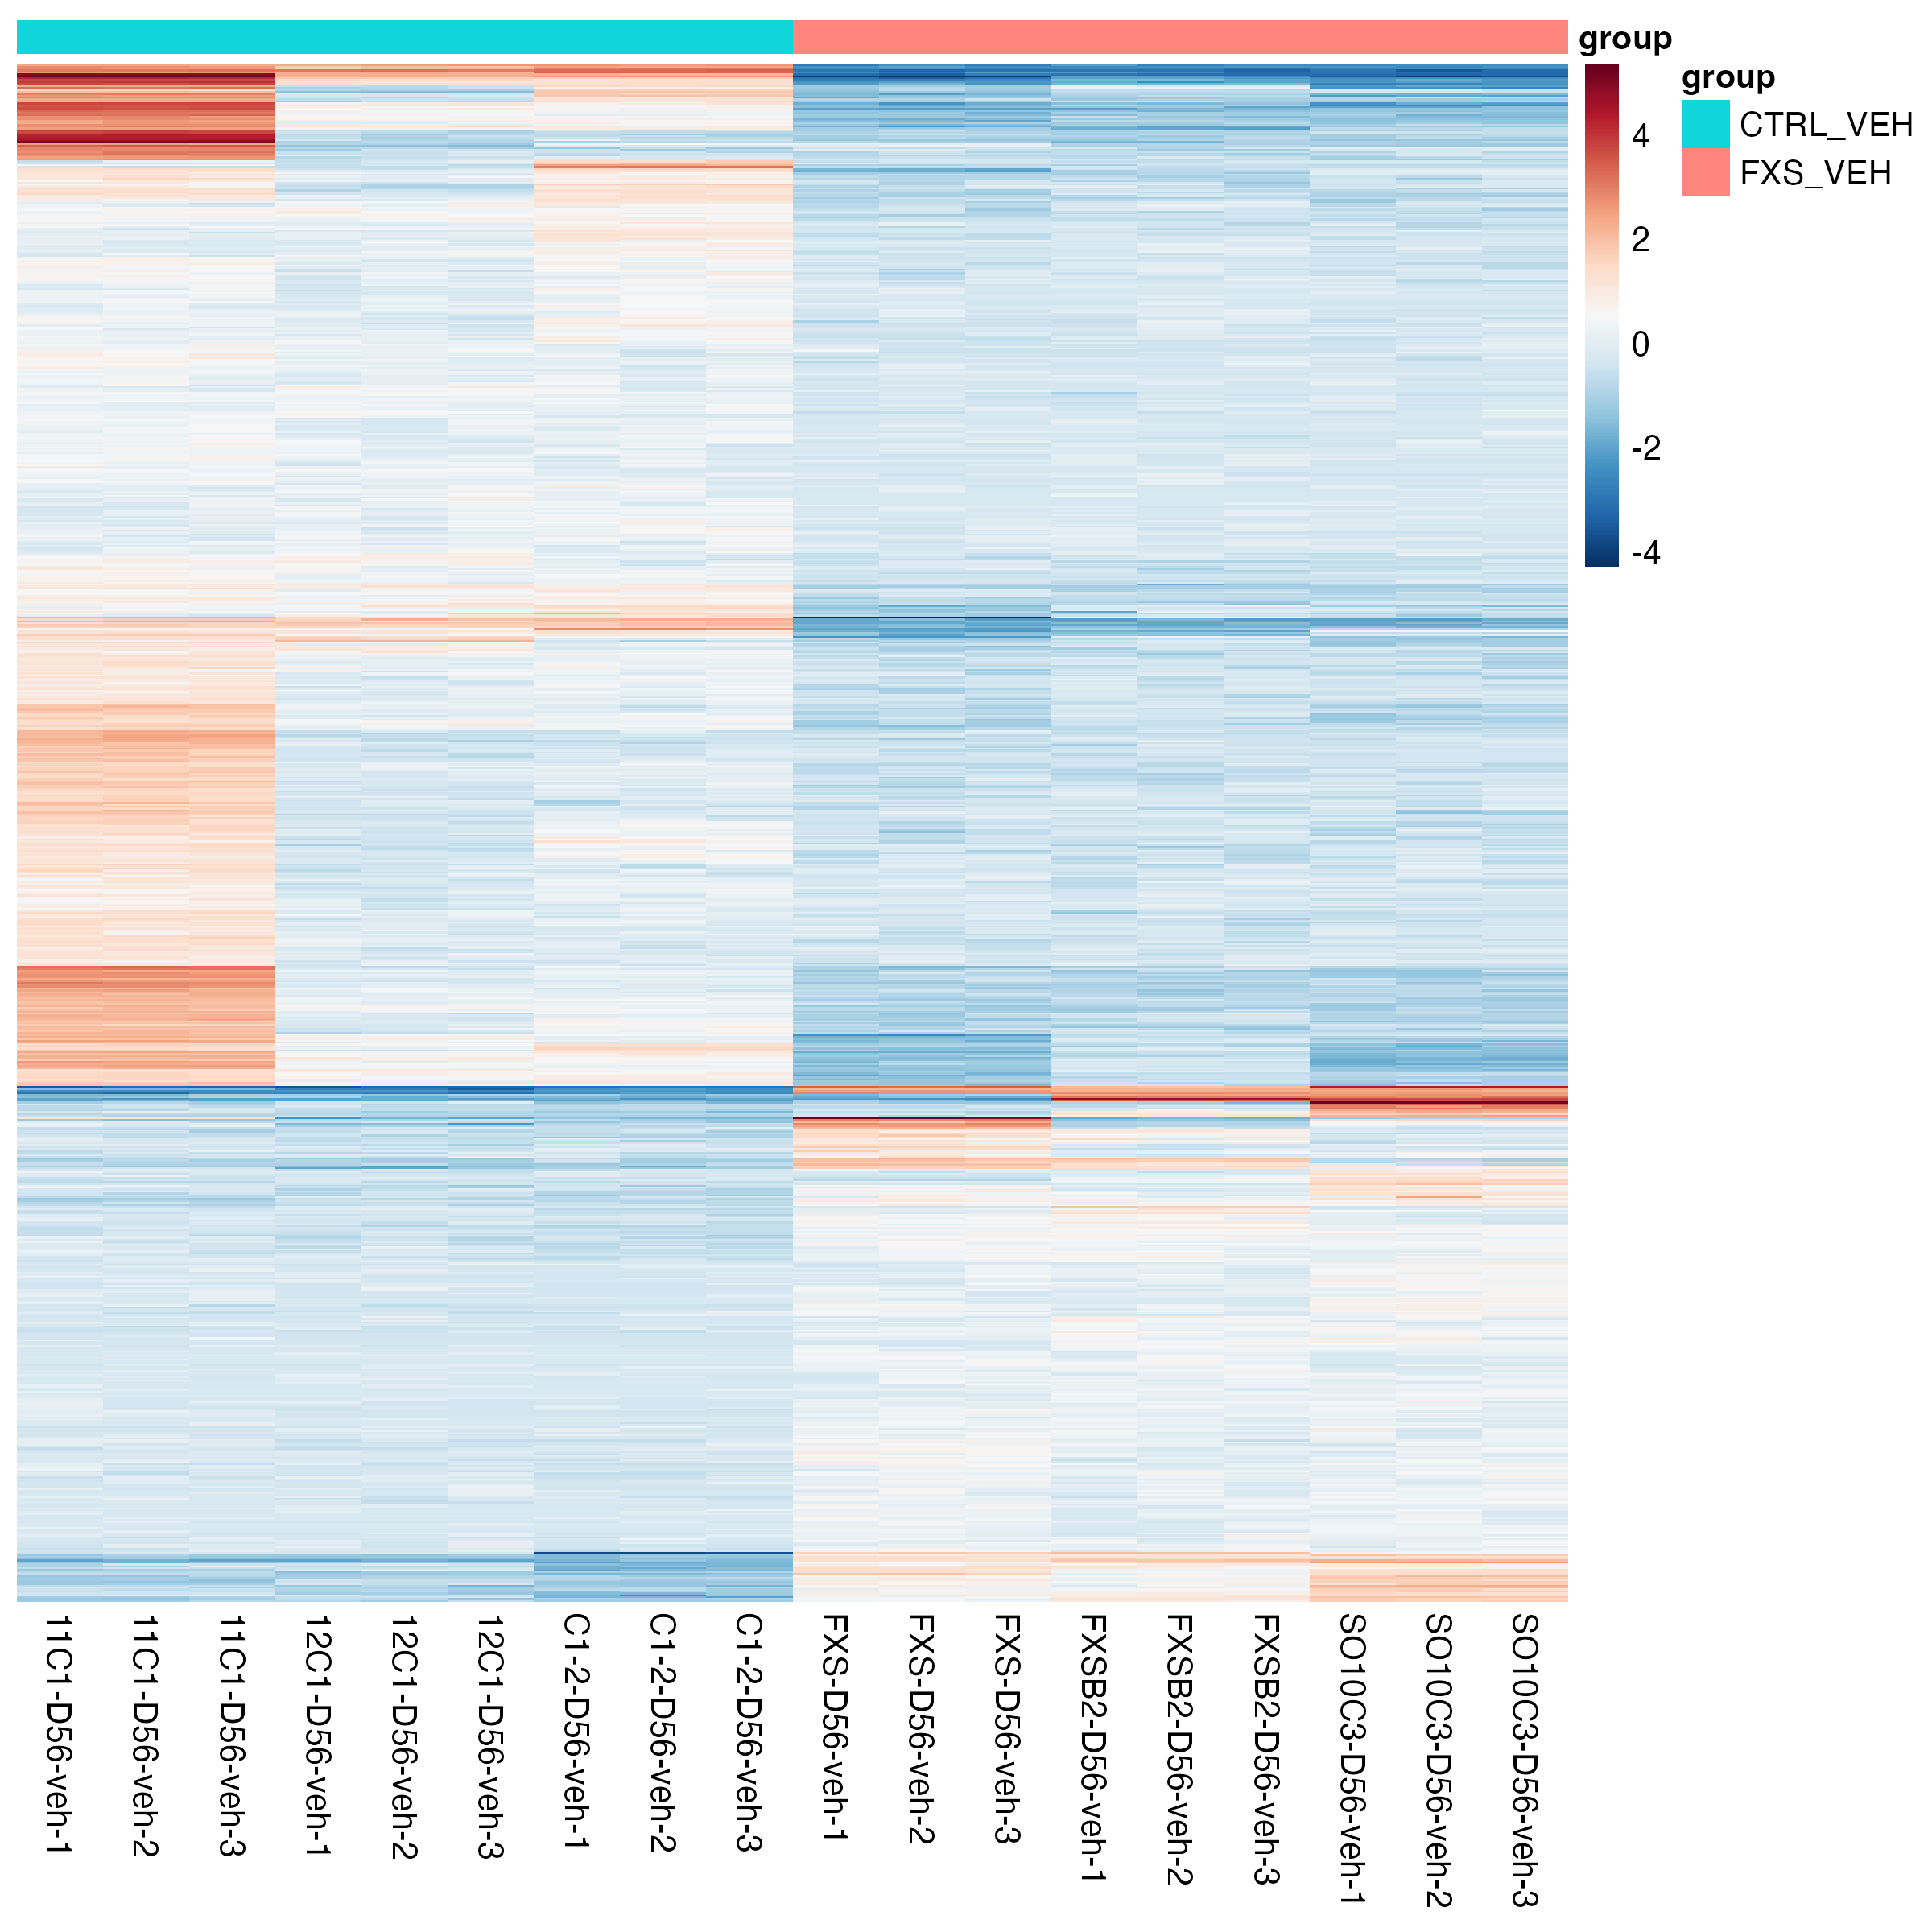 group
group
CTRL_VEH
FXS_VEH
4
2
0
-2
-4
11C1-D56-veh-1
11C1-D56-veh-2
11C1-D56-veh-3
12C1-D56-veh-1
12C1-D56-veh-2
12C1-D56-veh-3
C1-2-D56-veh-1
C1-2-D56-veh-2
C1-2-D56-veh-3
FXS-D56-veh-1
FXS-D56-veh-2
FXS-D56-veh-3
FXSB2-D56-veh-1
FXSB2-D56-veh-2
FXSB2-D56-veh-3
SO10C3-D56-veh-1
SO10C3-D56-veh-2
SO10C3-D56-veh-3